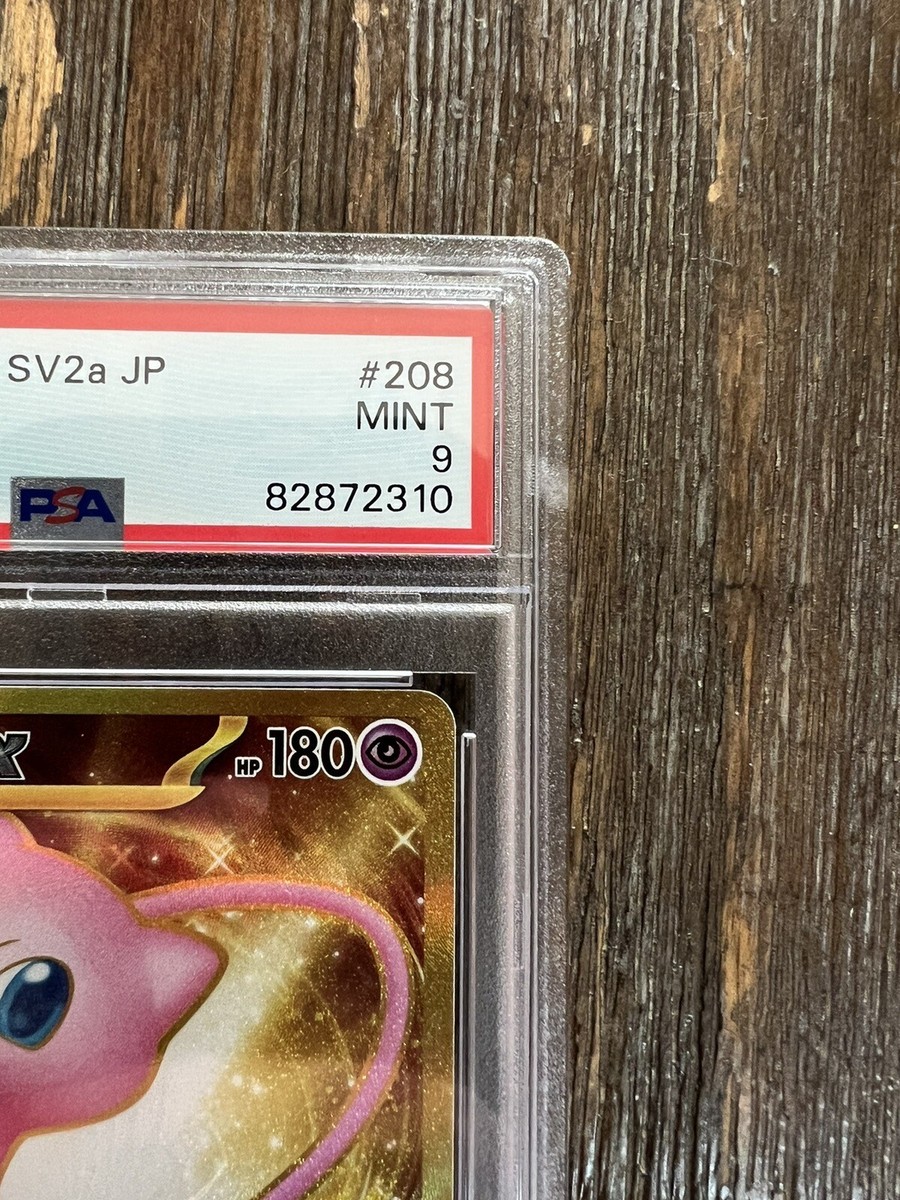 SV2a JP #208
MINT
9
PSA 82872310
HP 180